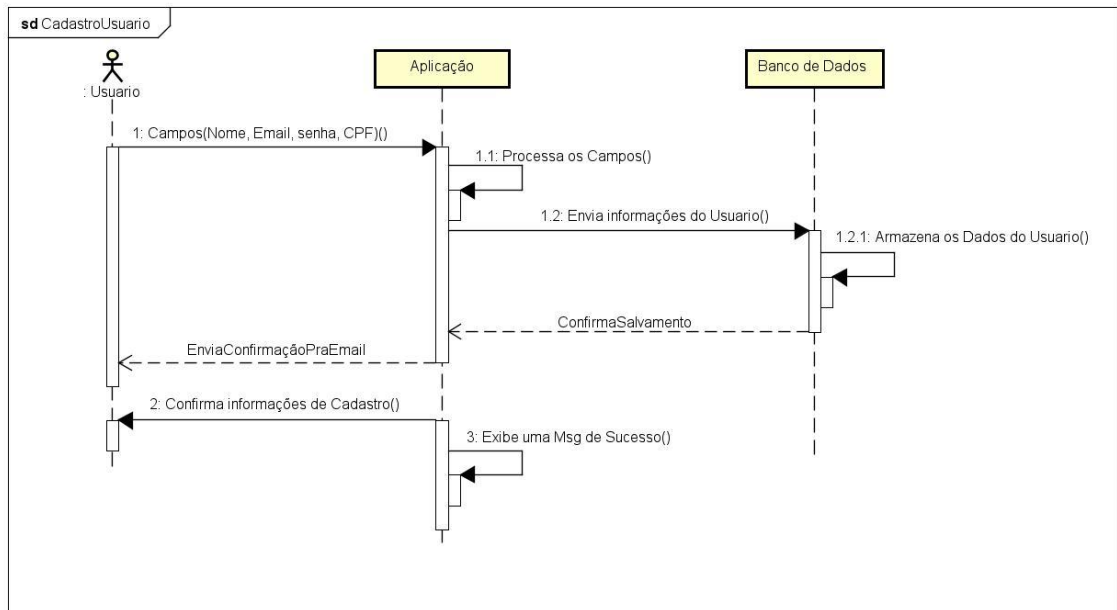 sd CadastroUsuario
: Usuario
Aplicação
Banco de Dados
1: Campos(Nome, Email, senha, CPF)()
1.1: Processa os Campos()
1.2: Envia informações do Usuario()
1.2.1: Armazena os Dados do Usuario()
ConfirmaSalvamento
EnviaConfirmaçãoPraEmail
2: Confirma informações de Cadastro()
3: Exibe uma Msg de Sucesso()